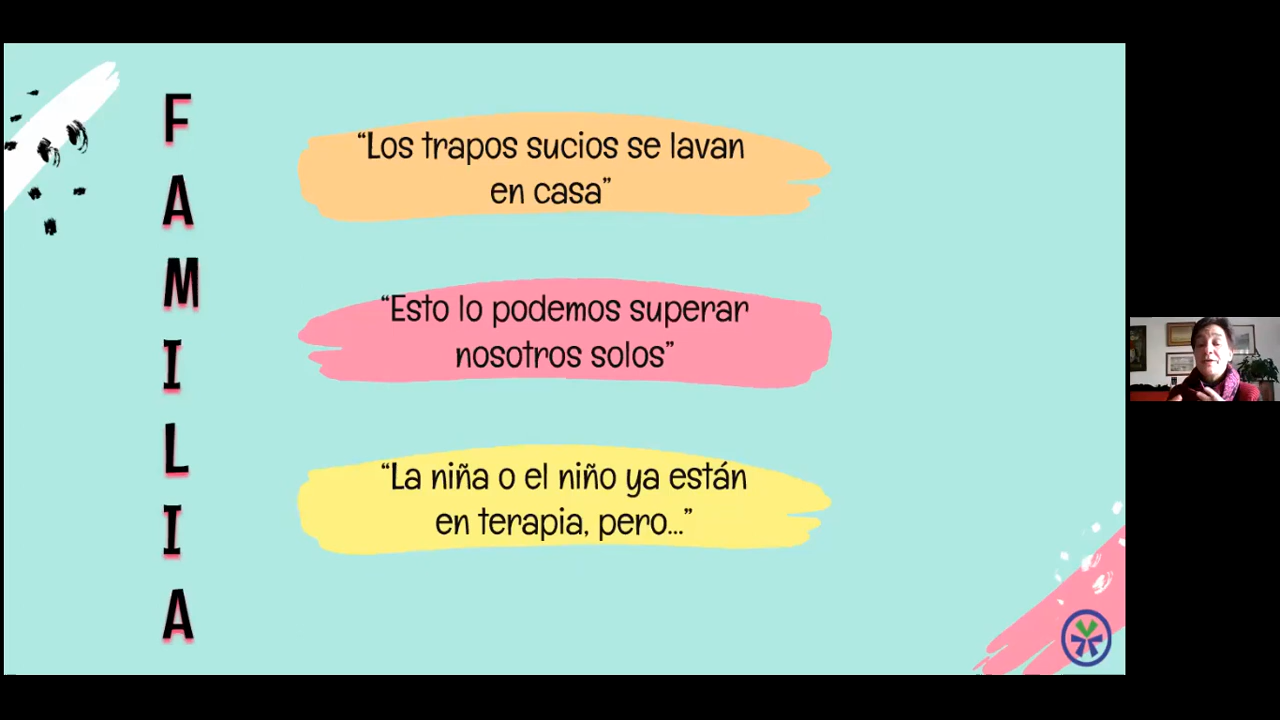 FAMILIA
“Los trapos sucios se lavan
en casa”
“Esto lo podemos superar
nosotros solos”
“La niña o el niño ya están
en terapia, pero...”